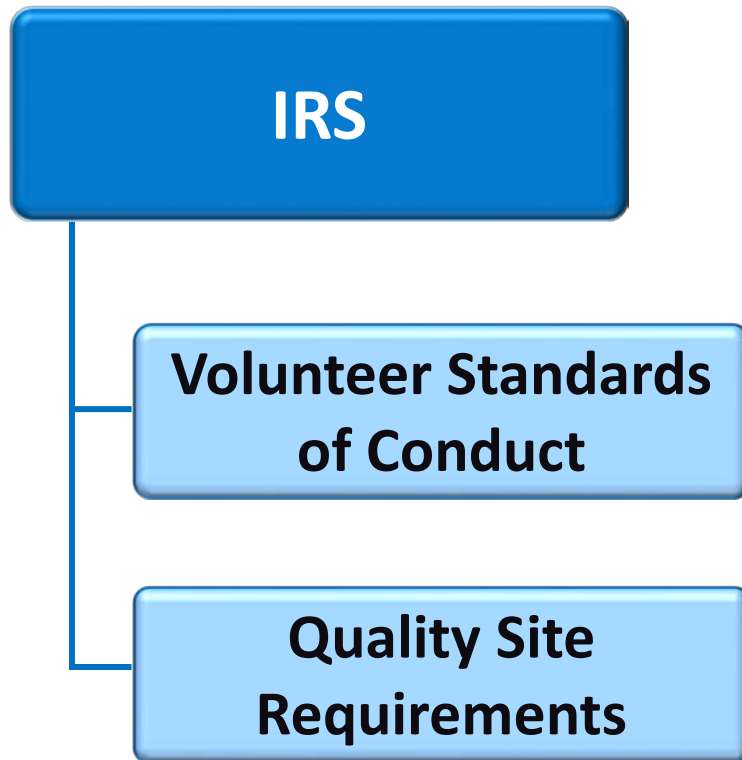 IRS
Volunteer Standards
of Conduct
Quality Site
Requirements